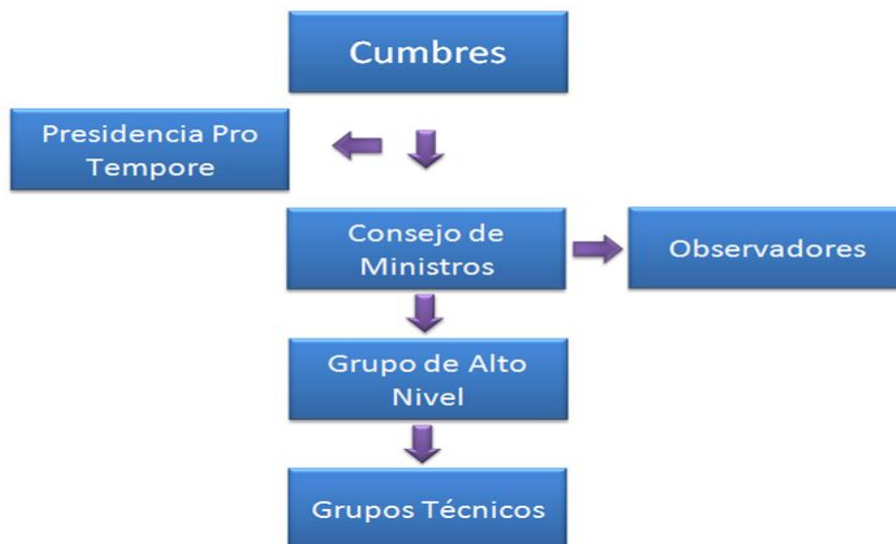 Cumbres
Presidencia Pro
Tempore
Consejo de
Ministros
Observadores
Grupo de Alto
Nivel
Grupos Técnicos